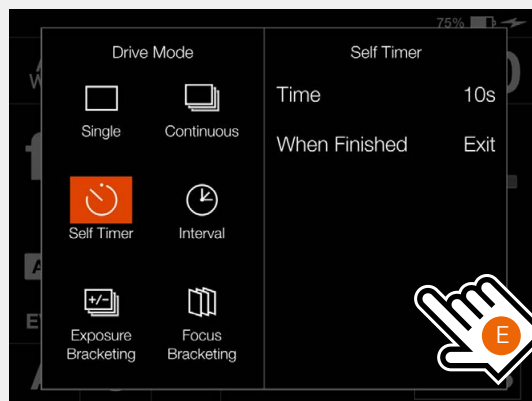 75%
Drive Mode
Self Timer
Single
Continuous
Time 10s
When Finished Exit
Self Timer
Interval
Exposure
Bracketing
Focus
Bracketing
E